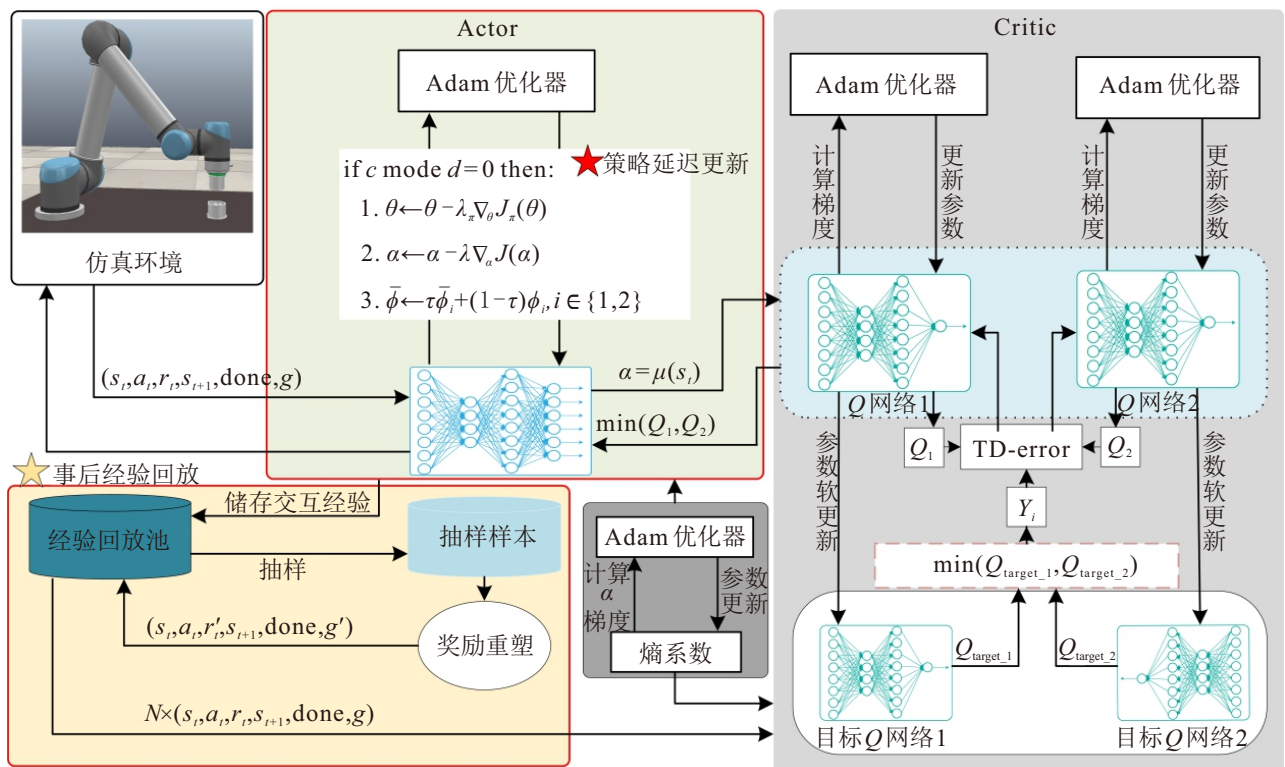 Actor
Adam 优化器
if c mode d=0 then:
★策略延迟更新
1. θ←θ−λ_π∇_θJ_π(θ)
2. α←α−λ∇_αJ(α)
3. ϕ̄←τϕ̄_i+(1−τ)ϕ_i,i∈{1,2}
仿真环境
(s_t,a_t,r_t,s_{t+1},done,g)
α=μ(s_t)
min(Q_1,Q_2)
事后经验回放
储存交互经验
经验回放池
抽样
抽样样本
(s_t,a_t,r′_t,s_{t+1},done,g′)
奖励重塑
N×(s_t,a_t,r_t,s_{t+1},done,g)
Adam 优化器
计算
α
梯度
参数
更新
熵系数
Critic
Adam 优化器
Adam 优化器
计算梯度
更新参数
计算梯度
更新参数
Q 网络1
Q 网络2
Q_1
TD-error
Q_2
参数软更新
参数软更新
Y_i
min(Q_{target_1},Q_{target_2})
Q_{target_1}
Q_{target_2}
目标Q网络1
目标Q网络2